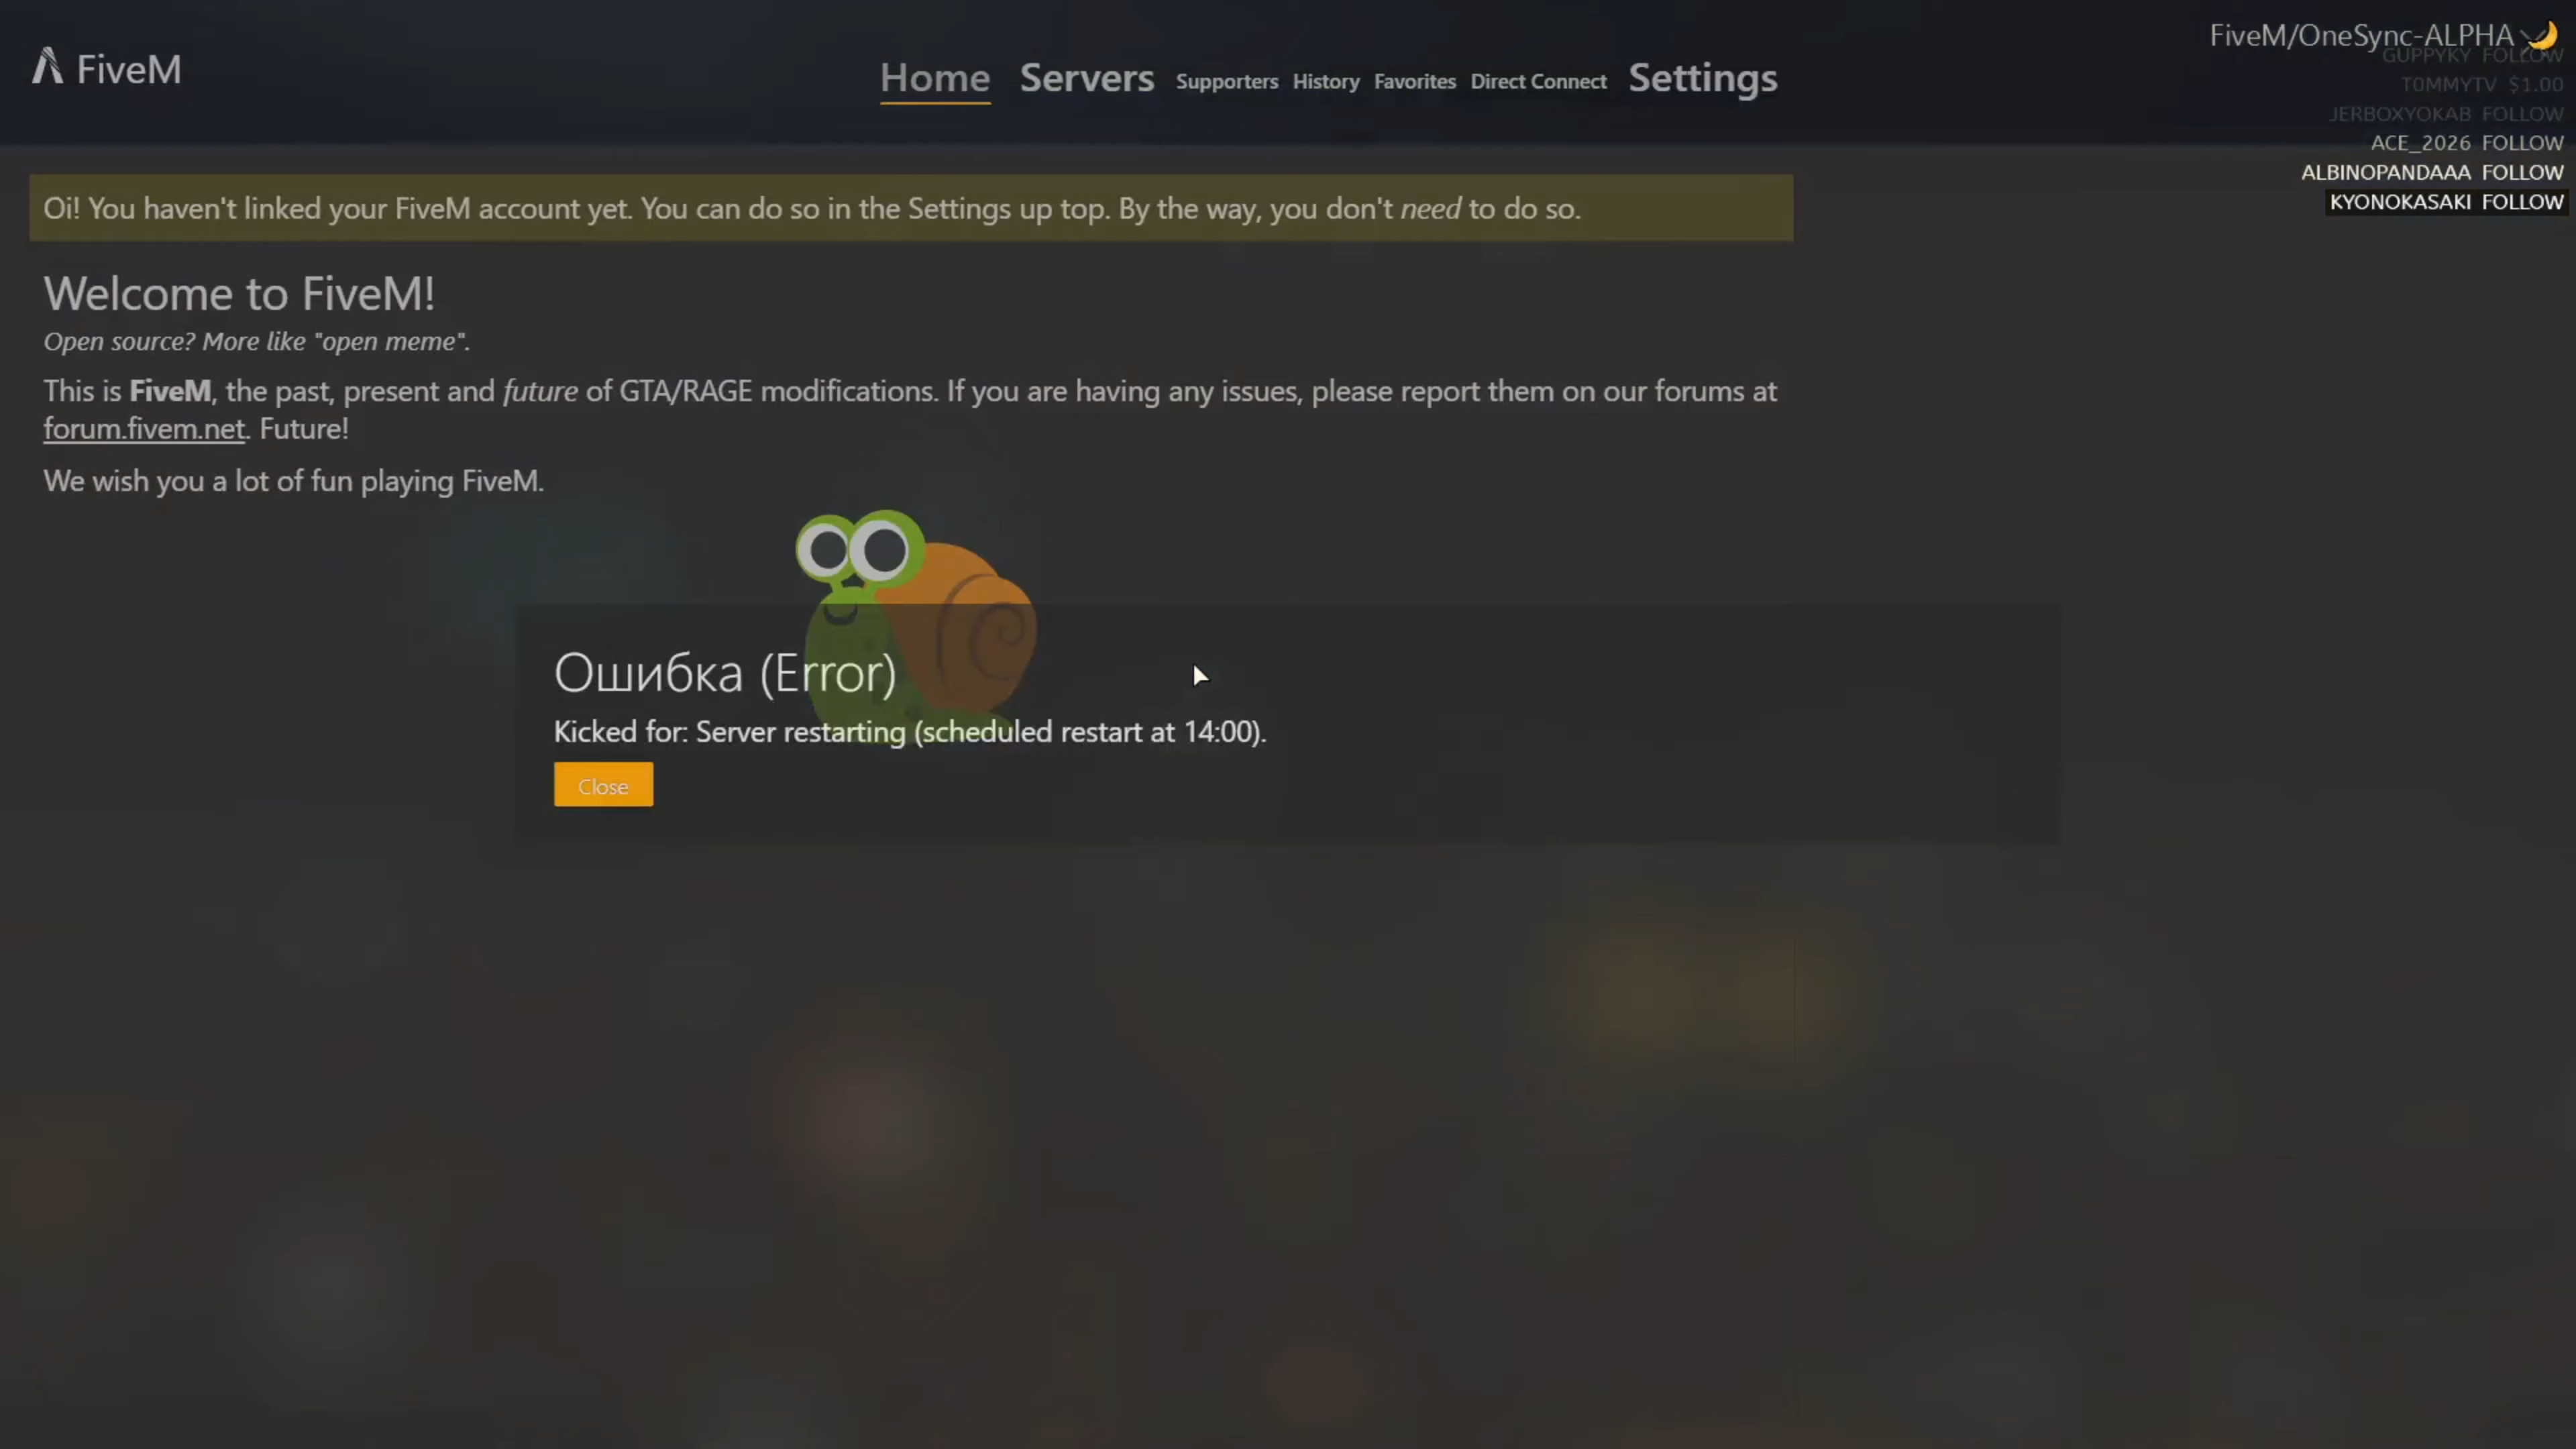 FiveM
Home Servers Supporters History Favorites Direct Connect Settings
FiveM/OneSync-ALPHA
GUPPYKY FOLLOW
T0MMYTV $1.00
JERBOXYOKAB FOLLOW
ACE_2026 FOLLOW
ALBINOPANDAAA FOLLOW
KYONOKASAKI FOLLOW
Oi! You haven't linked your FiveM account yet. You can do so in the Settings up top. By the way, you don't need to do so.
Welcome to FiveM!
Open source? More like "open meme".
This is FiveM, the past, present and future of GTA/RAGE modifications. If you are having any issues, please report them on our forums at
forum.fivem.net. Future!
We wish you a lot of fun playing FiveM.
Ошибка (Error)
Kicked for: Server restarting (scheduled restart at 14:00).
Close